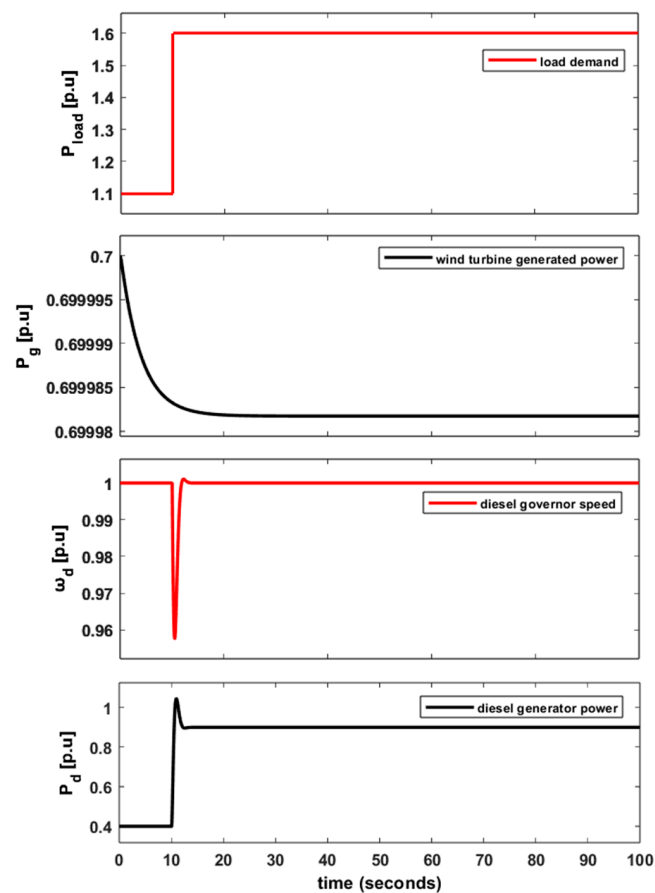 1.6
1.5
1.4
1.3
1.2
1.1
P_load [p.u]
load demand
0.7
0.699995
0.69999
0.699985
0.69998
P_g [p.u]
wind turbine generated power
1
0.99
0.98
0.97
0.96
ω_d [p.u]
diesel governor speed
1
0.8
0.6
0.4
P_d [p.u]
diesel generator power
0 10 20 30 40 50 60 70 80 90 100
time (seconds)